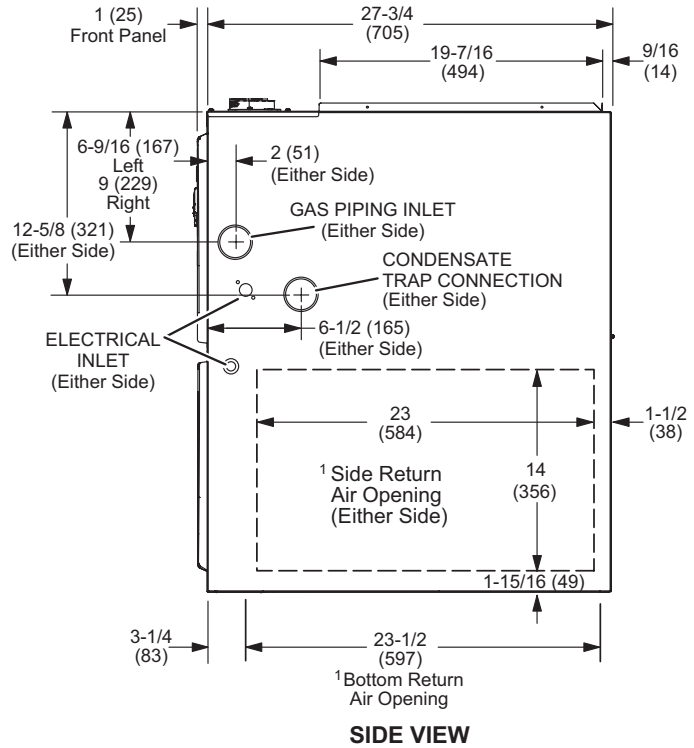 1 (25)
Front Panel
27-3/4
(705)
19-7/16
(494)
9/16
(14)
6-9/16 (167)
Left
9 (229)
Right
2 (51)
(Either Side)
12-5/8 (321)
(Either Side)
GAS PIPING INLET
(Either Side)
CONDENSATE
TRAP CONNECTION
(Either Side)
6-1/2 (165)
(Either Side)
ELECTRICAL
INLET
(Either Side)
23
(584)
1-1/2
(38)
1 Side Return
Air Opening
(Either Side)
14
(356)
1-15/16 (49)
3-1/4
(83)
23-1/2
(597)
1 Bottom Return
Air Opening
SIDE VIEW